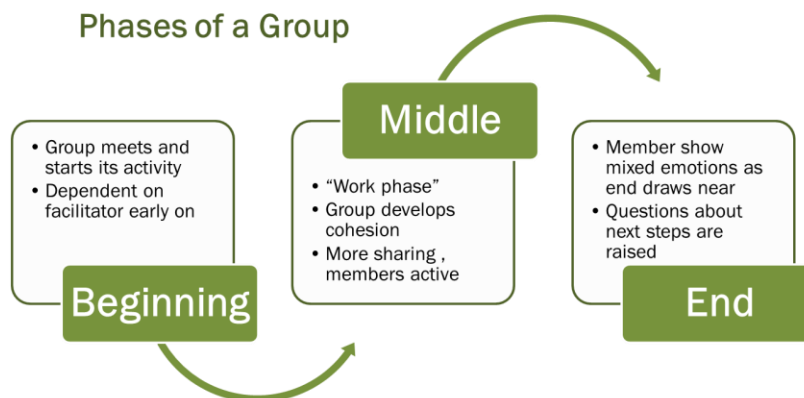 Phases of a Group
• Group meets and
starts its activity
• Dependent on
facilitator early on
Beginning
Middle
• “Work phase”
• Group develops
cohesion
• More sharing ,
members active
• Member show
mixed emotions as
end draws near
• Questions about
next steps are
raised
End